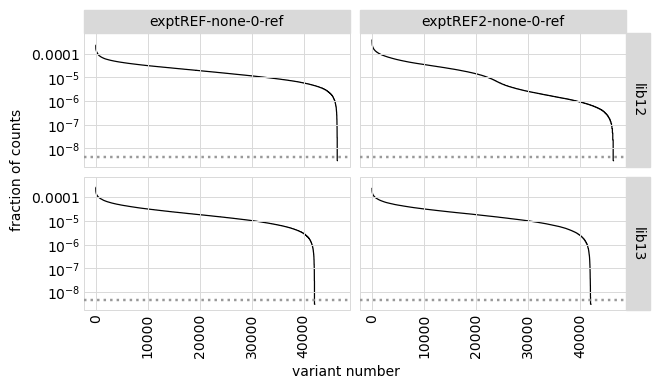 exptREF-none-0-ref exptREF2-none-0-ref
0.0001
10⁻⁵
10⁻⁶
10⁻⁷
10⁻⁸
lib12
0.0001
10⁻⁵
10⁻⁶
10⁻⁷
10⁻⁸
lib13
fraction of counts
0 10000 20000 30000 40000 0 10000 20000 30000 40000
variant number